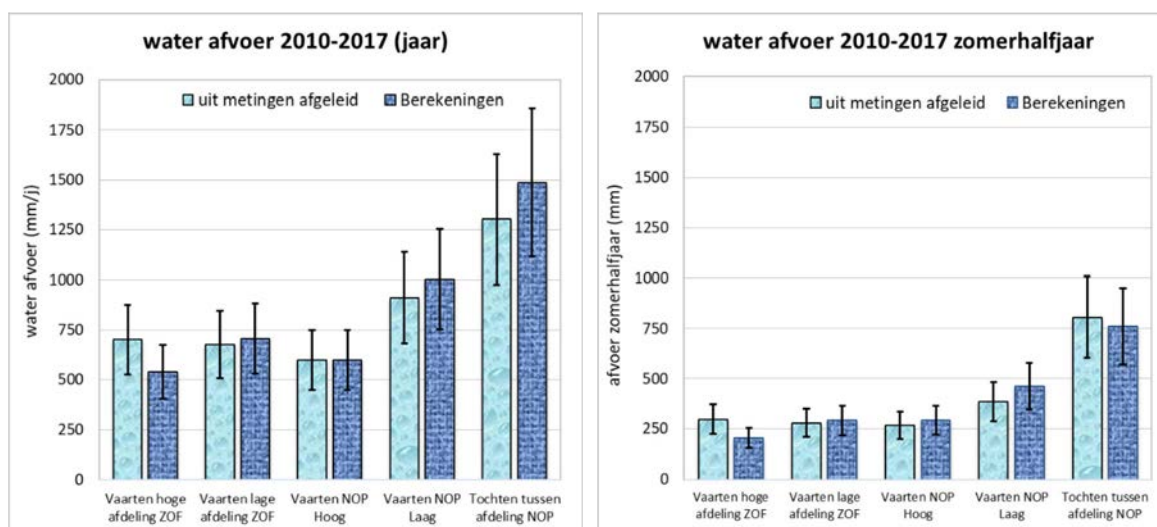 water afvoer 2010-2017 (jaar)
uit metingen afgeleid
Berekeningen
water afvoer (mm/j)
2000
1750
1500
1250
1000
750
500
250
0
Vaarten hoge
afdeling ZOF
Vaarten lage
afdeling ZOF
Vaarten NOP
Hoog
Vaarten NOP
Laag
Tochten tussen
afdeling NOP
water afvoer 2010-2017 zomerhalfjaar
uit metingen afgeleid
Berekeningen
afvoer zomerhalfjaar (mm)
2000
1750
1500
1250
1000
750
500
250
0
Vaarten hoge
afdeling ZOF
Vaarten lage
afdeling ZOF
Vaarten NOP
Hoog
Vaarten NOP
Laag
Tochten tussen
afdeling NOP